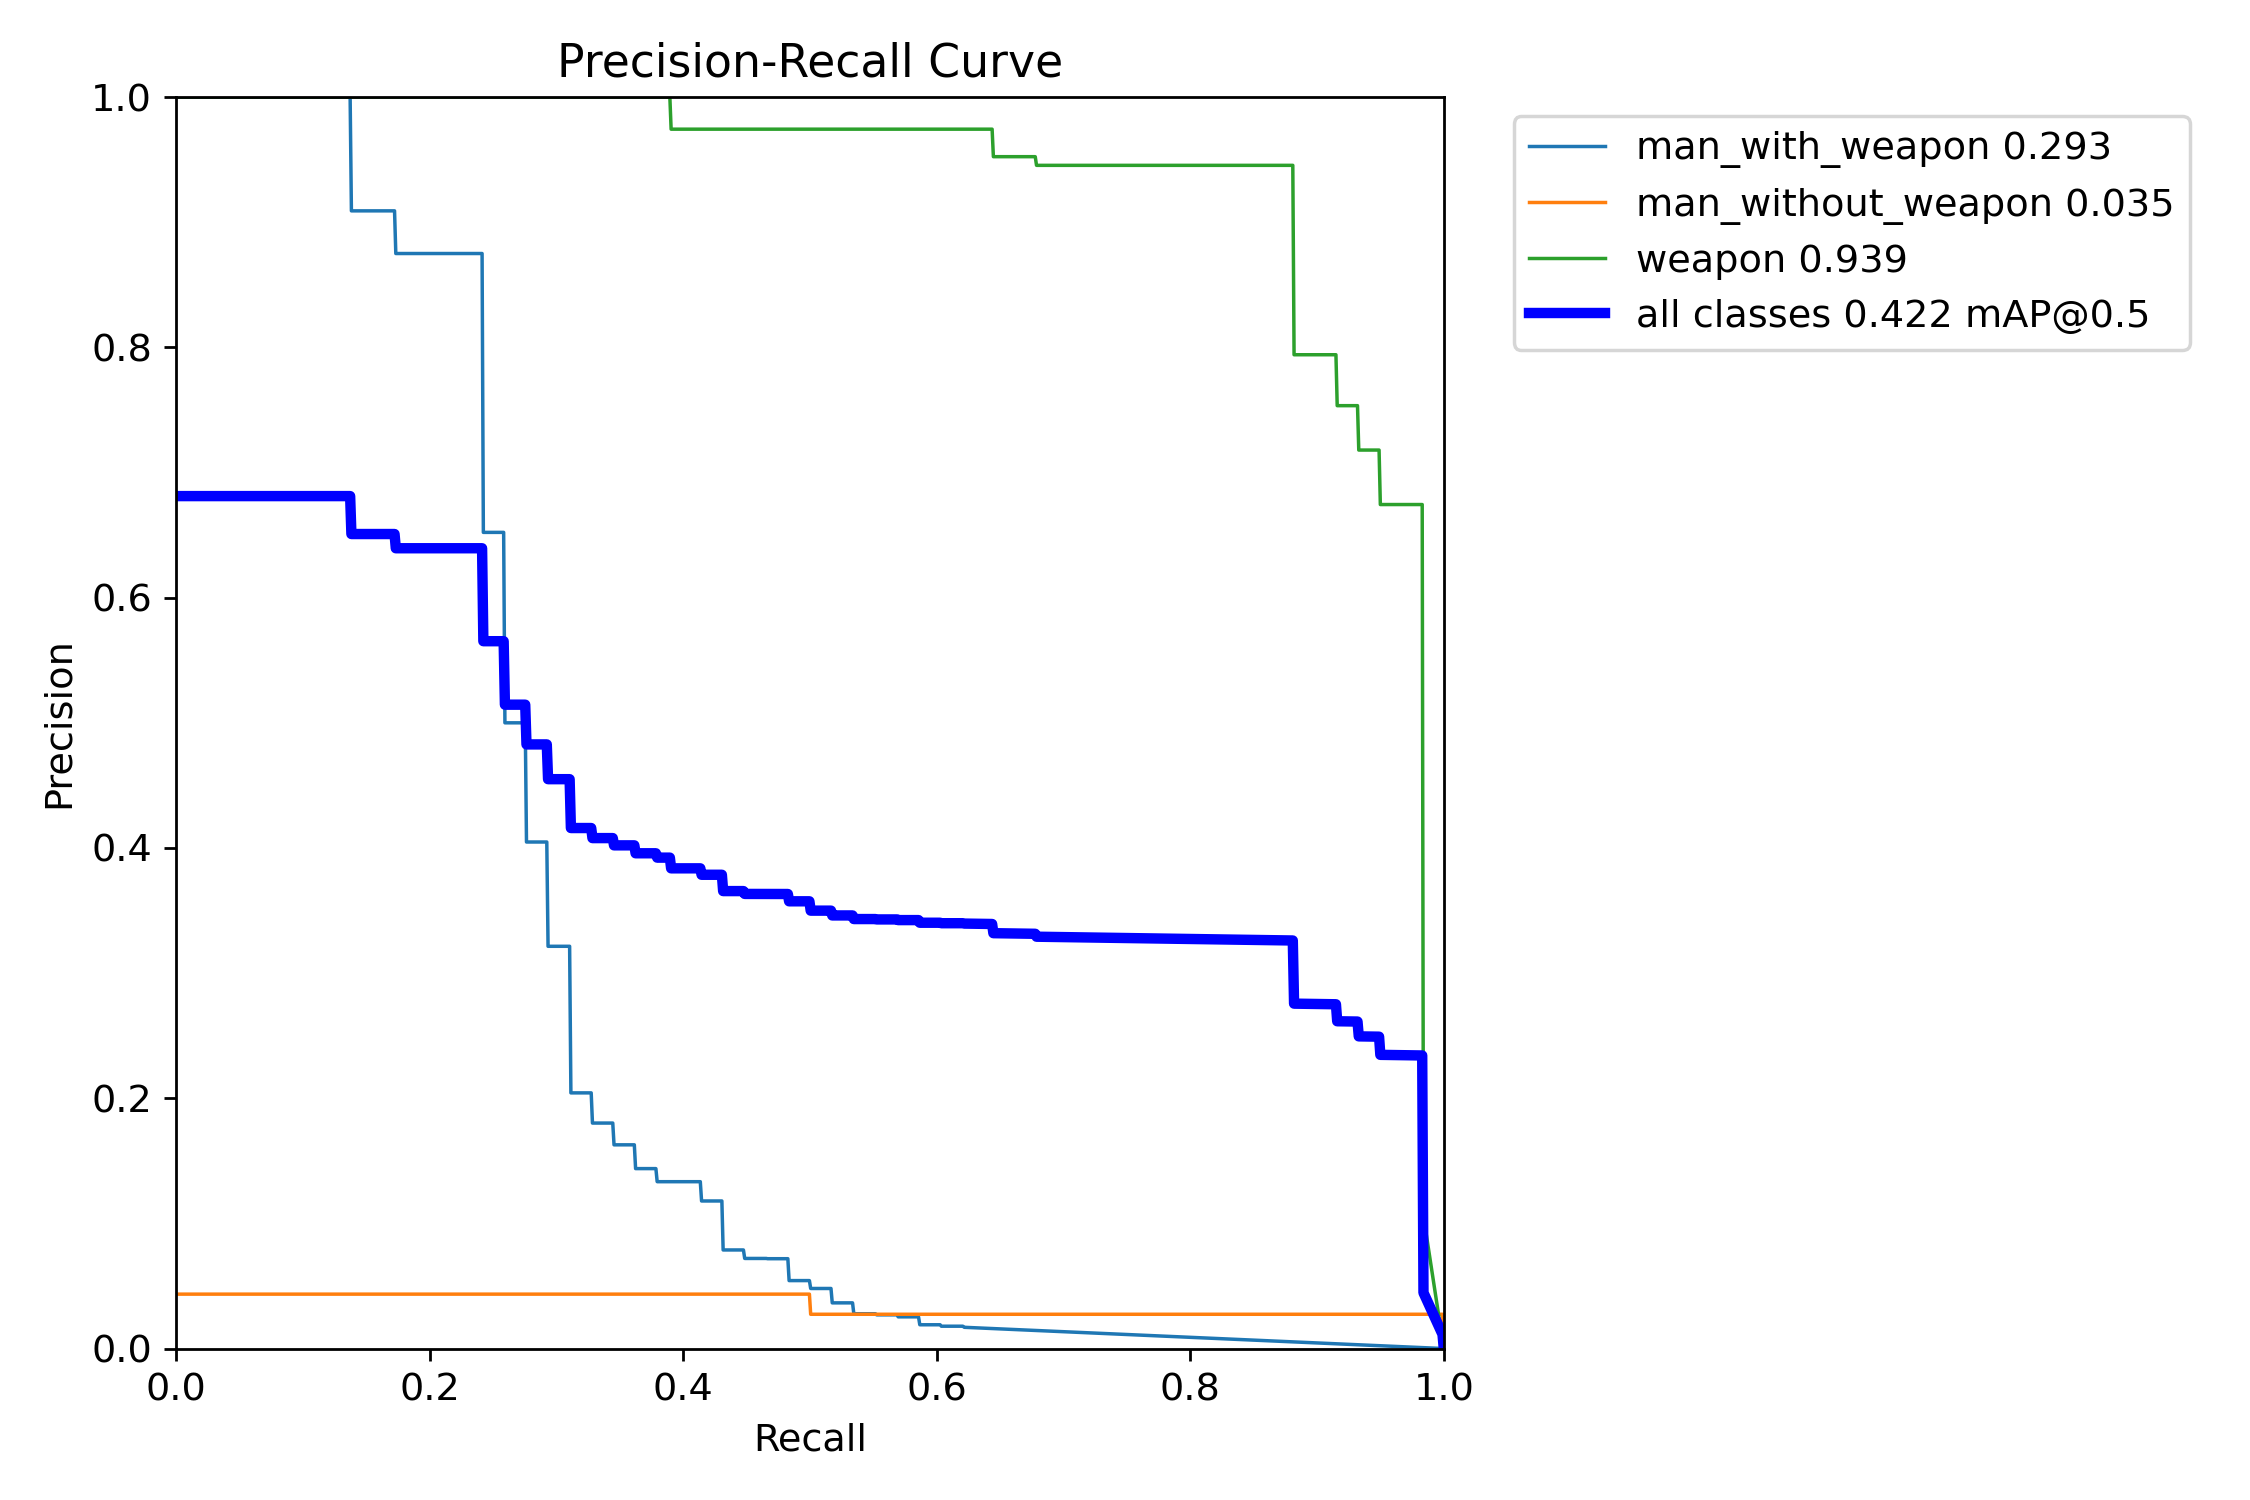 Precision-Recall Curve
1.0
0.8
0.6
0.4
0.2
0.0
Precision
0.0 0.2 0.4 0.6 0.8 1.0
Recall
man_with_weapon 0.293
man_without_weapon 0.035
weapon 0.939
all classes 0.422 mAP@0.5